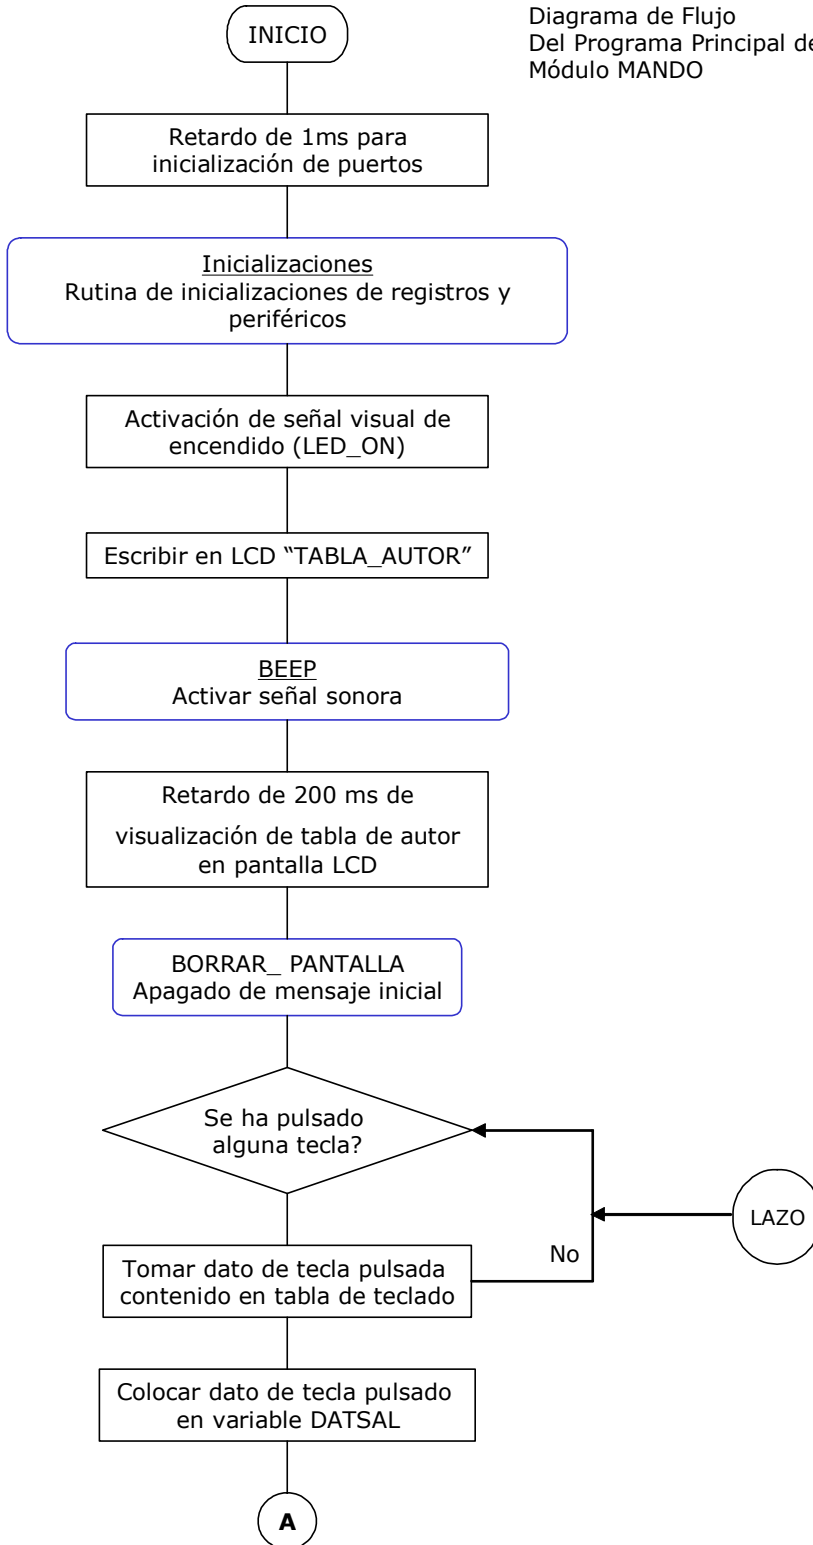 INICIO
Diagrama de Flujo
Del Programa Principal de
Módulo MANDO
Retardo de 1ms para
inicialización de puertos
Inicializaciones
Rutina de inicializaciones de registros y
periféricos
Activación de señal visual de
encendido (LED_ON)
Escribir en LCD “TABLA_AUTOR”
BEEP
Activar señal sonora
Retardo de 200 ms de
visualización de tabla de autor
en pantalla LCD
BORRAR_ PANTALLA
Apagado de mensaje inicial
Se ha pulsado
alguna tecla?
LAZO
No
Tomar dato de tecla pulsada
contenido en tabla de teclado
Colocar dato de tecla pulsado
en variable DATSAL
A